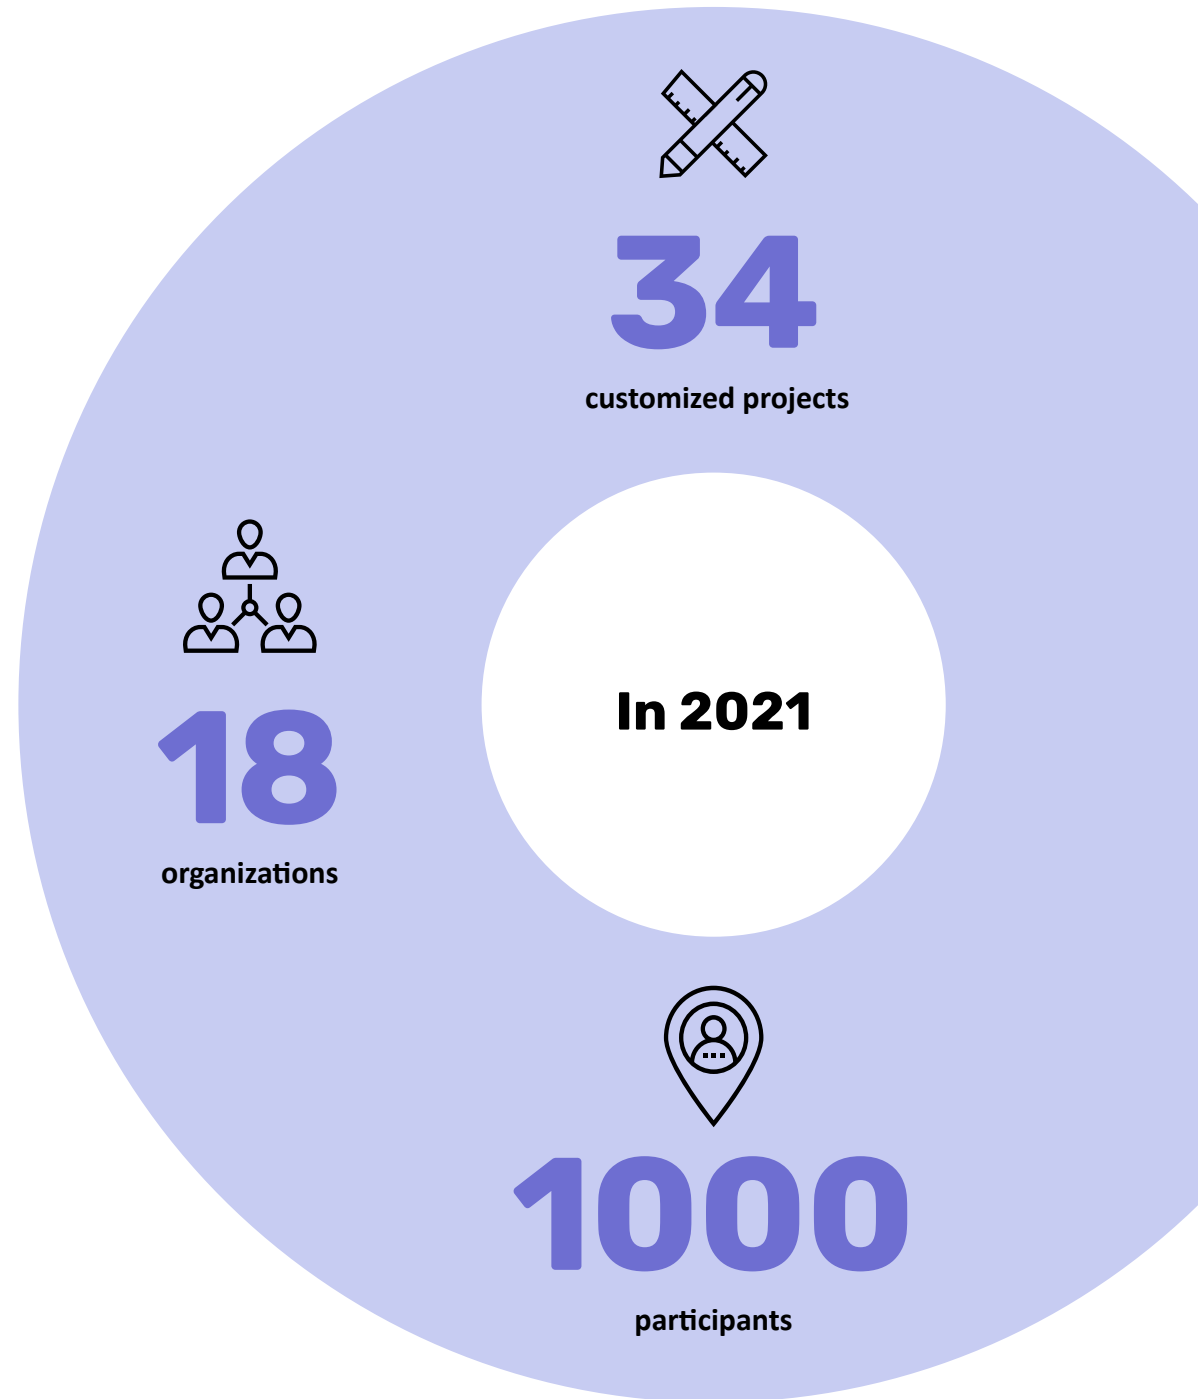 34
customized projects
18
organizations
In 2021
1000
participants